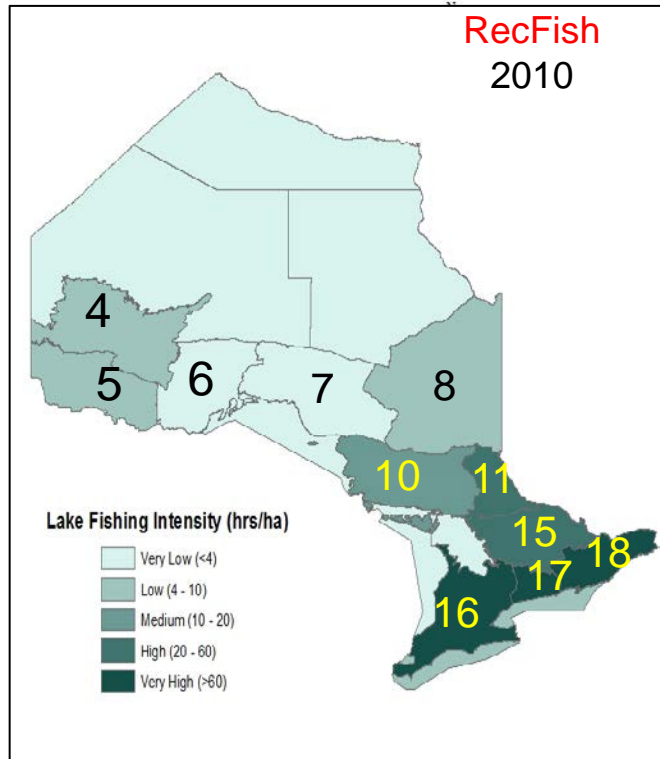 RecFish
2010
4
5
6
7
8
10
11
15
18
17
16
Lake Fishing Intensity (hrs/ha)
Very Low (<4)
Low (4 - 10)
Medium (10 - 20)
High (20 - 60)
Very High (>60)